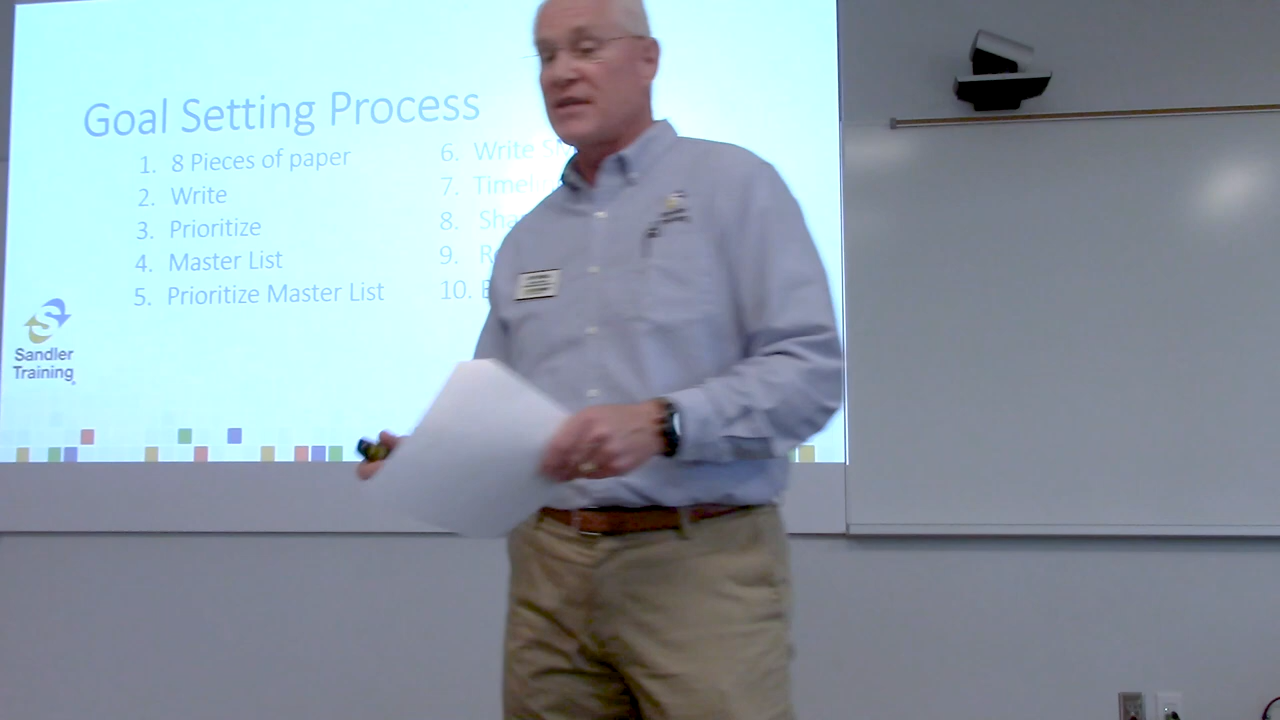 Goal Setting Process
1. 8 Pieces of paper
2. Write
3. Prioritize
4. Master List
5. Prioritize Master List
6. Write
7.
8.
9.
10.
Sandler
Training